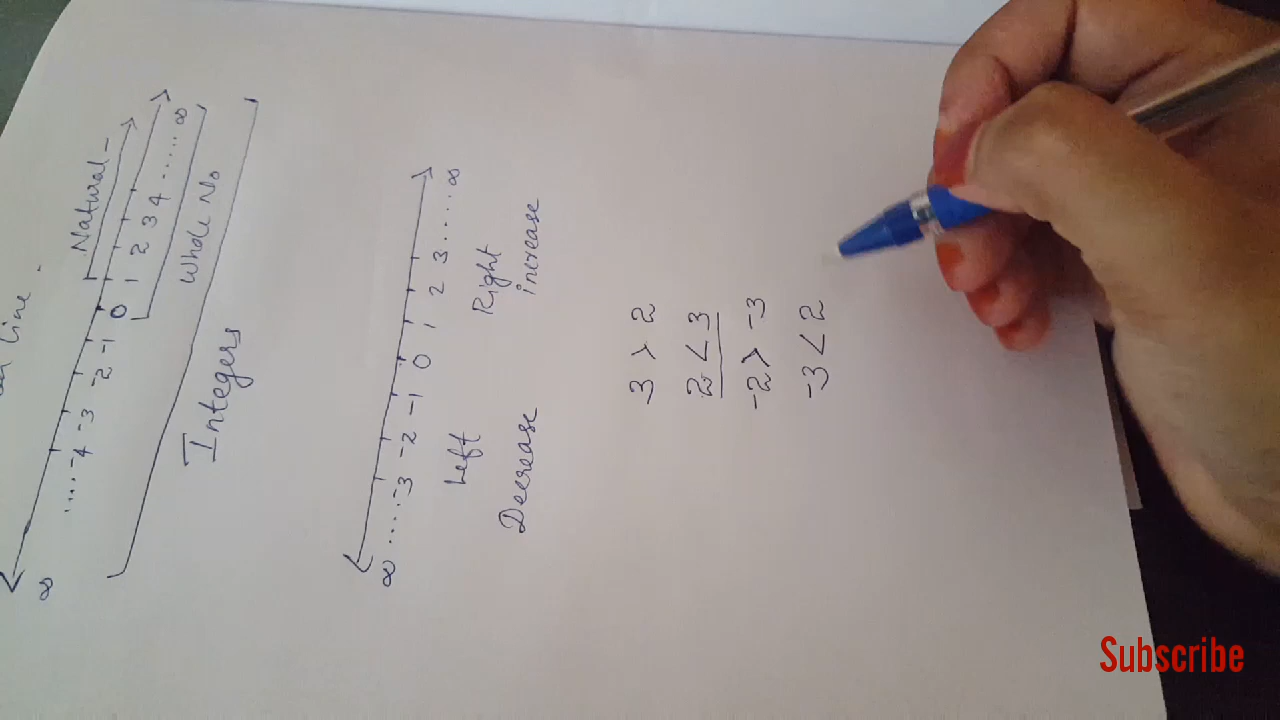 line .
Natural
∞ .....-4 -3 -2 -1 0 1 2 3 4 ...... ∞
Whole No
Integers
∞ .....-3 -2 -1 0 1 2 3 ..... ∞
Left Right
Decrease increase
3 > 2
2 < 3
-2 > -3
-3 < 2
Subscribe